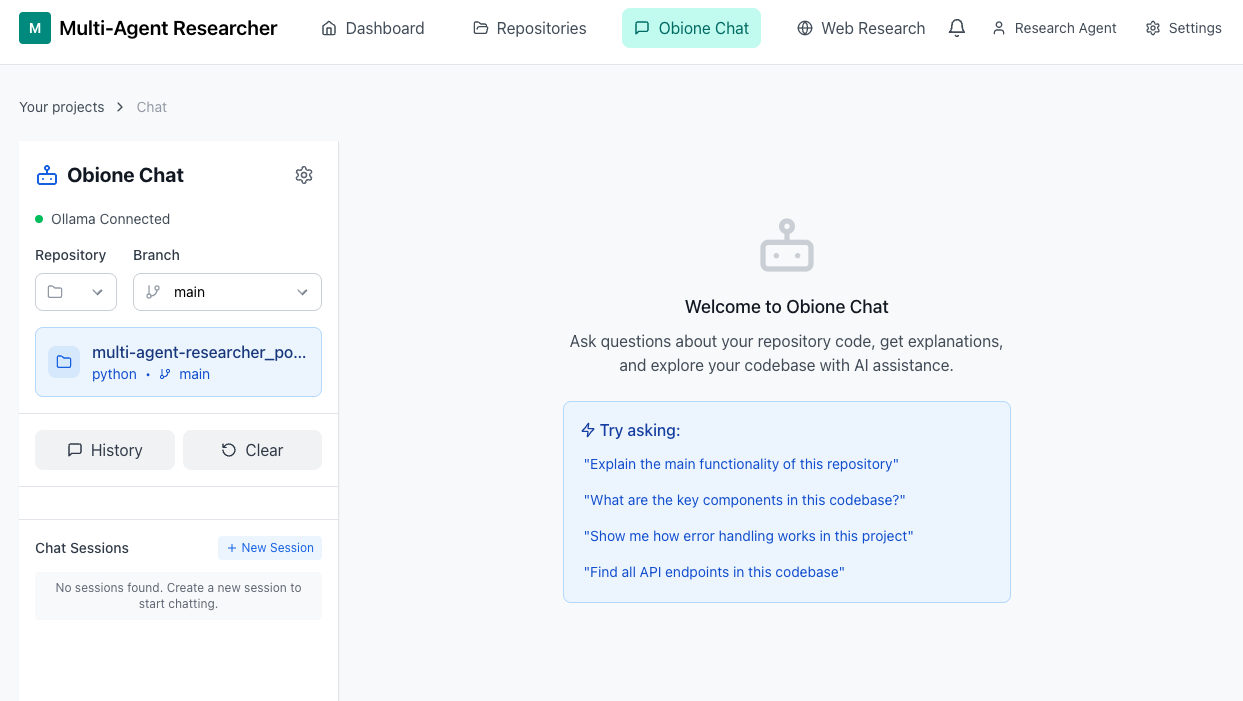 M Multi-Agent Researcher Dashboard Repositories Obione Chat Web Research Research Agent Settings
Your projects > Chat
Obione Chat
Ollama Connected
Repository Branch
main
multi-agent-researcher_po...
python • main
History Clear
Chat Sessions + New Session
No sessions found. Create a new session to
start chatting.
Welcome to Obione Chat
Ask questions about your repository code, get explanations,
and explore your codebase with AI assistance.
Try asking:
"Explain the main functionality of this repository"
"What are the key components in this codebase?"
"Show me how error handling works in this project"
"Find all API endpoints in this codebase"